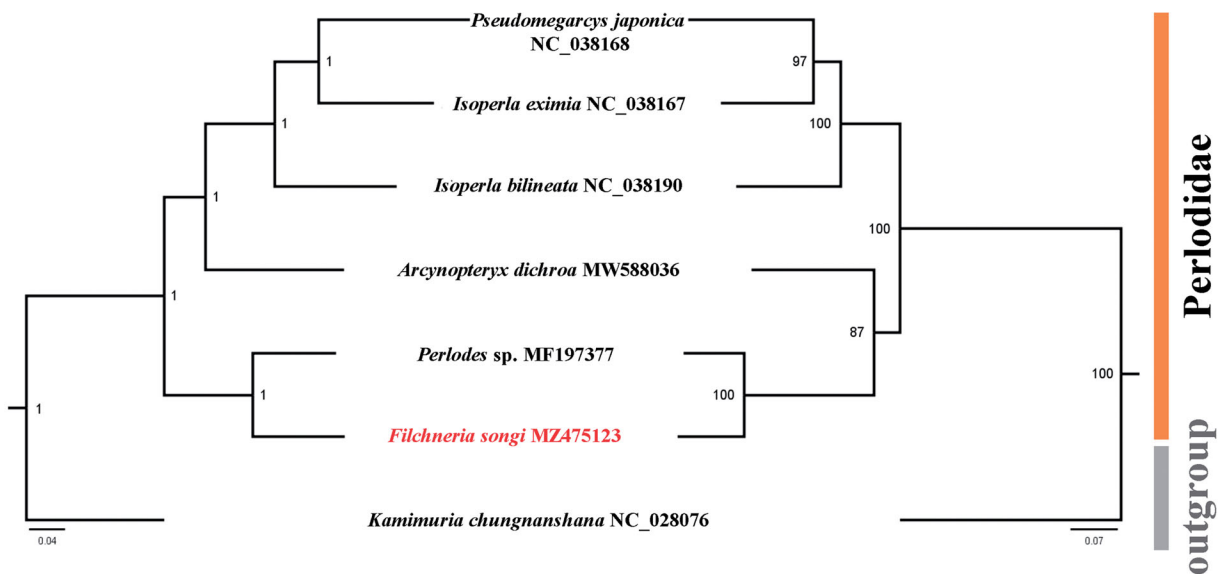 Pseudomegarcys japonica
NC_038168
1
97
Isoperla eximia NC_038167
1
100
Isoperla bilineata NC_038190
1
100
Arcynopteryx dichroa MW588036
1
87
Perlodes sp. MF197377
1
100
Filchneria songi MZ475123
1
100
Kamimuria chungnanshana NC_028076
0.04
0.07
Perlodidae
outgroup